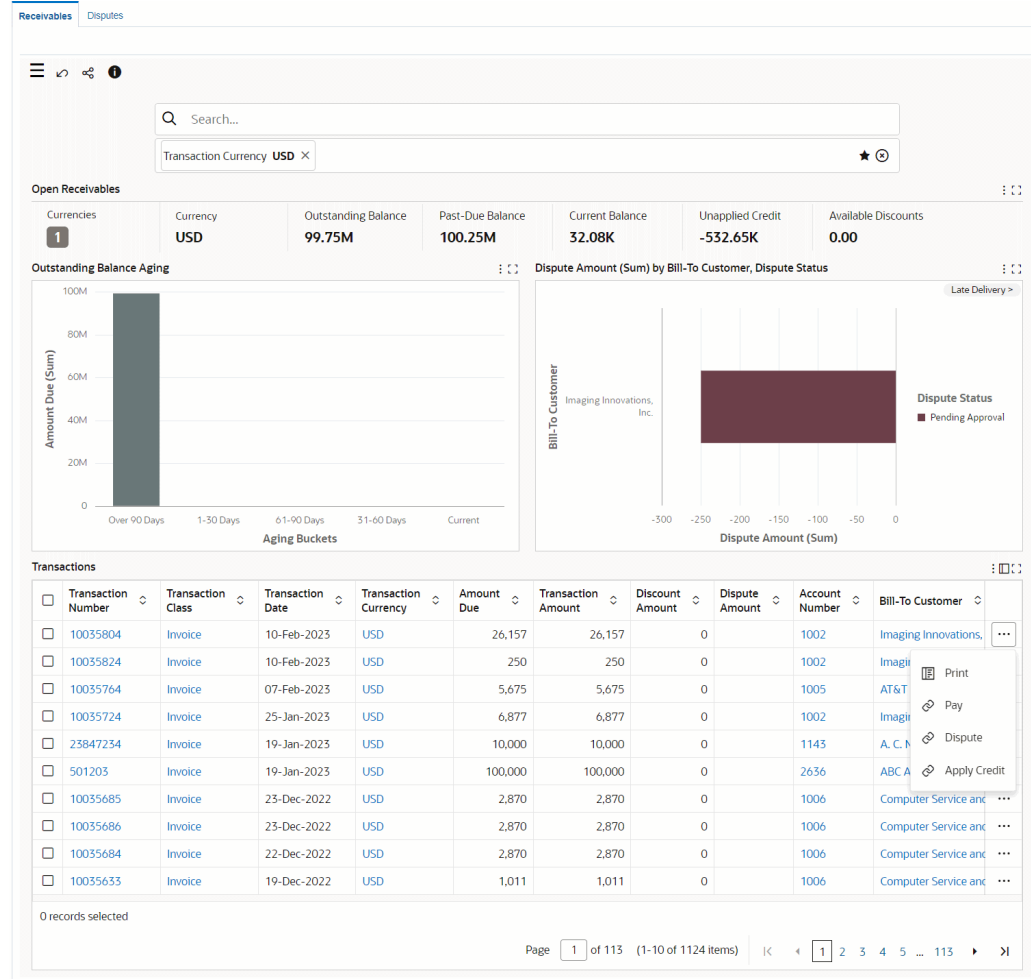 Receivables Disputes
Search...
Transaction Currency USD
Open Receivables
Currencies Currency Outstanding Balance Past-Due Balance Current Balance Unapplied Credit Available Discounts
1 USD 99.75M 100.25M 32.08K -532.65K 0.00
Outstanding Balance Aging
100M
80M
60M
40M
20M
0
Amount Due (Sum)
Over 90 Days 1-30 Days 61-90 Days 31-60 Days Current
Aging Buckets
Dispute Amount (Sum) by Bill-To Customer, Dispute Status
Late Delivery >
Bill-To Customer
Imaging Innovations,
Inc.
Dispute Status
Pending Approval
-300 -250 -200 -150 -100 -50 0
Dispute Amount (Sum)
Transactions
Transaction Number Transaction Class Transaction Date Transaction Currency Amount Due Transaction Amount Discount Amount Dispute Amount Account Number Bill-To Customer
10035804 Invoice 10-Feb-2023 USD 26,157 26,157 0 1002 Imaging Innovations,
10035824 Invoice 10-Feb-2023 USD 250 250 0 1002
10035764 Invoice 07-Feb-2023 USD 5,675 5,675 0 1005 AT&T
10035724 Invoice 25-Jan-2023 USD 6,877 6,877 0 1002
23847234 Invoice 19-Jan-2023 USD 10,000 10,000 0 1143 A. C.
501203 Invoice 19-Jan-2023 USD 100,000 100,000 0 2636 ABC
10035685 Invoice 23-Dec-2022 USD 2,870 2,870 0 1006 Computer Service and
10035686 Invoice 23-Dec-2022 USD 2,870 2,870 0 1006 Computer Service and
10035684 Invoice 22-Dec-2022 USD 2,870 2,870 0 1006 Computer Service and
10035633 Invoice 19-Dec-2022 USD 1,011 1,011 0 1006 Computer Service and
Print
Pay
Dispute
Apply Credit
0 records selected
Page 1 of 113 (1-10 of 1124 items) 1 2 3 4 5 ... 113